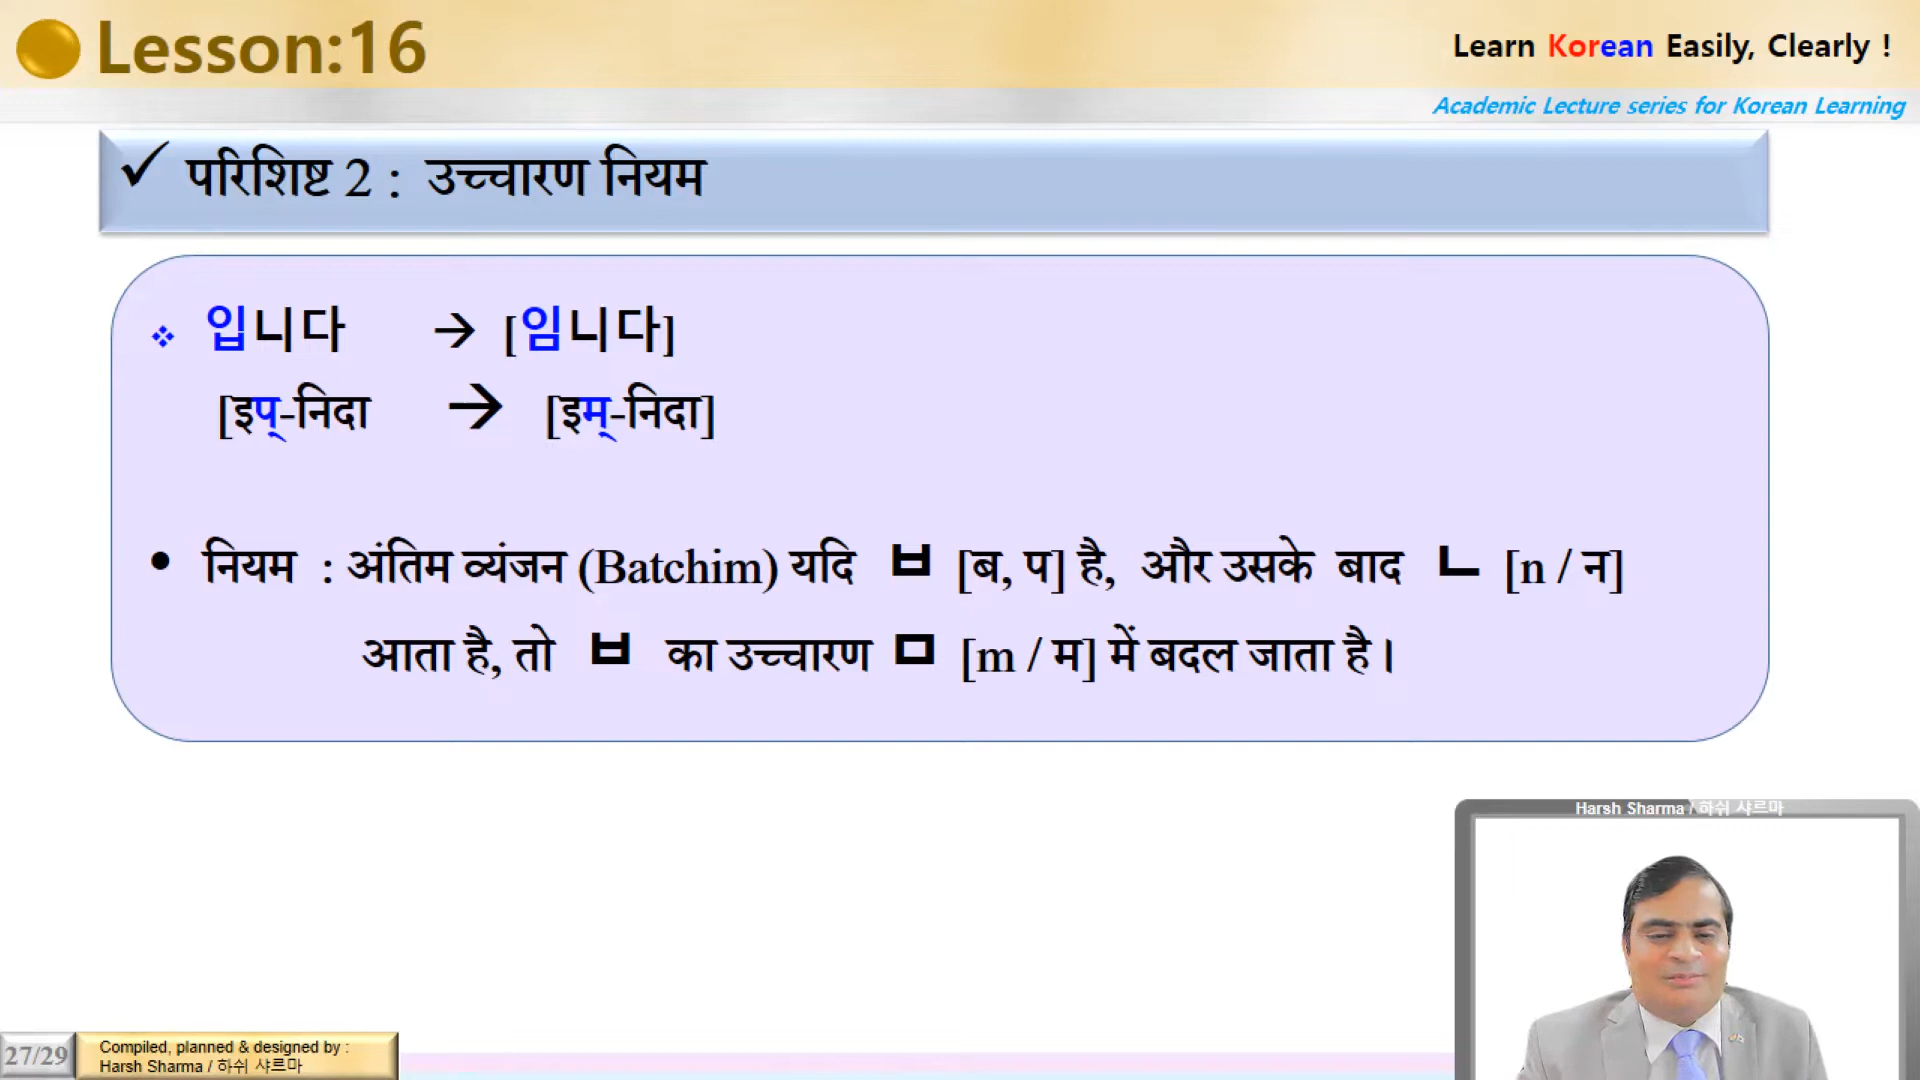 Lesson:16
Learn Korean Easily, Clearly !
Academic Lecture series for Korean Learning
✓ परिशिष्ट 2 : उच्चारण नियम
❖ 입니다 → [임니다]
[इप्-निदा → [इम्-निदा]
• नियम : अंतिम व्यंजन (Batchim) यदि ㅂ [ब, प] है, और उसके बाद ㄴ [n / न]
आता है, तो ㅂ का उच्चारण ㅁ [m / म] में बदल जाता है।
Harsh Sharma / 하쉬 샤르마
27/29
Compiled, planned & designed by :
Harsh Sharma / 하쉬 샤르마